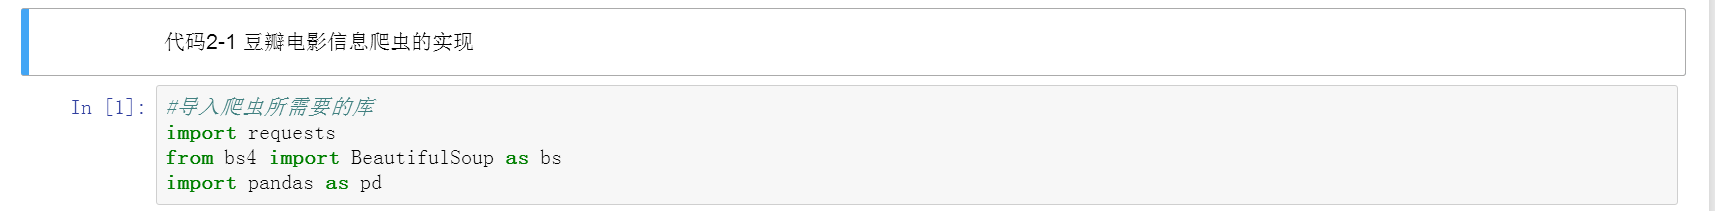 代码2-1 豆瓣电影信息爬虫的实现
In [1]:
#导入爬虫所需要的库
import requests
from bs4 import BeautifulSoup as bs
import pandas as pd